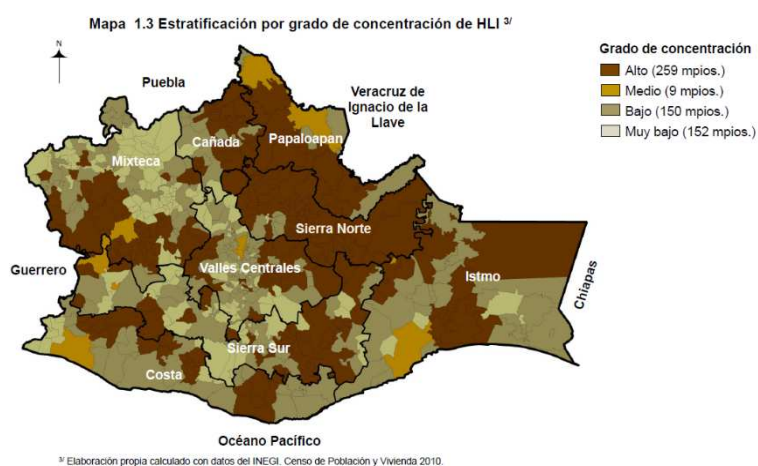 Mapa 1.3 Estratificación por grado de concentración de HLI 3/
N
Grado de concentración
Alto (259 mpios.)
Medio (9 mpios.)
Bajo (150 mpios.)
Muy bajo (152 mpios.)
Puebla
Veracruz de
Ignacio de la
Llave
Cañada
Papaloapan
Mixteca
Sierra Norte
Guerrero
Valles Centrales
Istmo
Chiapas
Sierra Sur
Costa
Océano Pacífico
3/ Elaboración propia calculado con datos del INEGI. Censo de Población y Vivienda 2010.